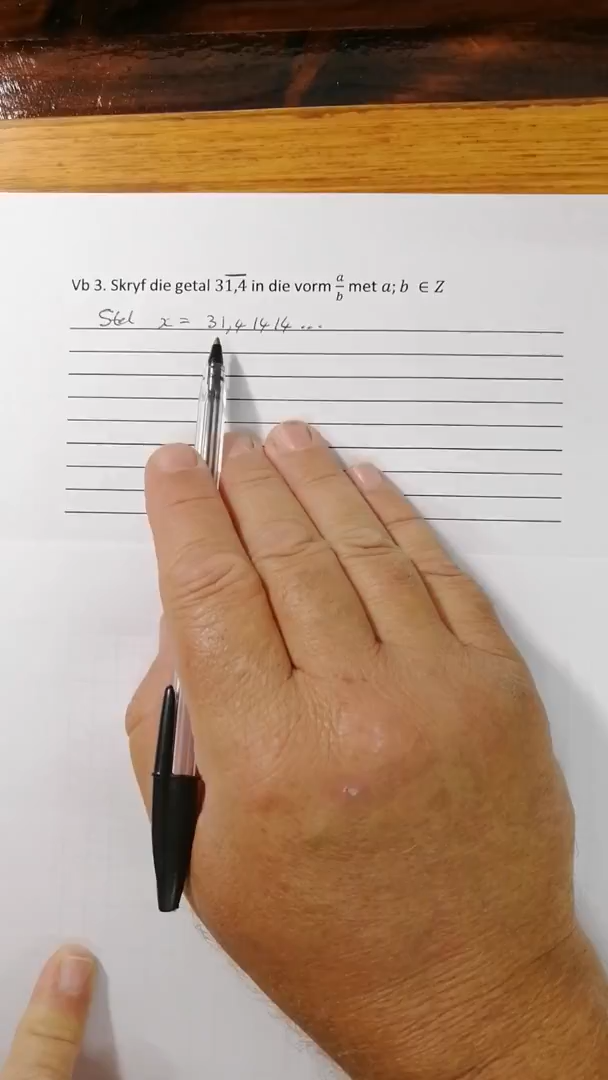 Vb 3. Skryf die getal 31,4̅ in die vorm a/b met a; b ∈ Z
Stel x = 31,41414...